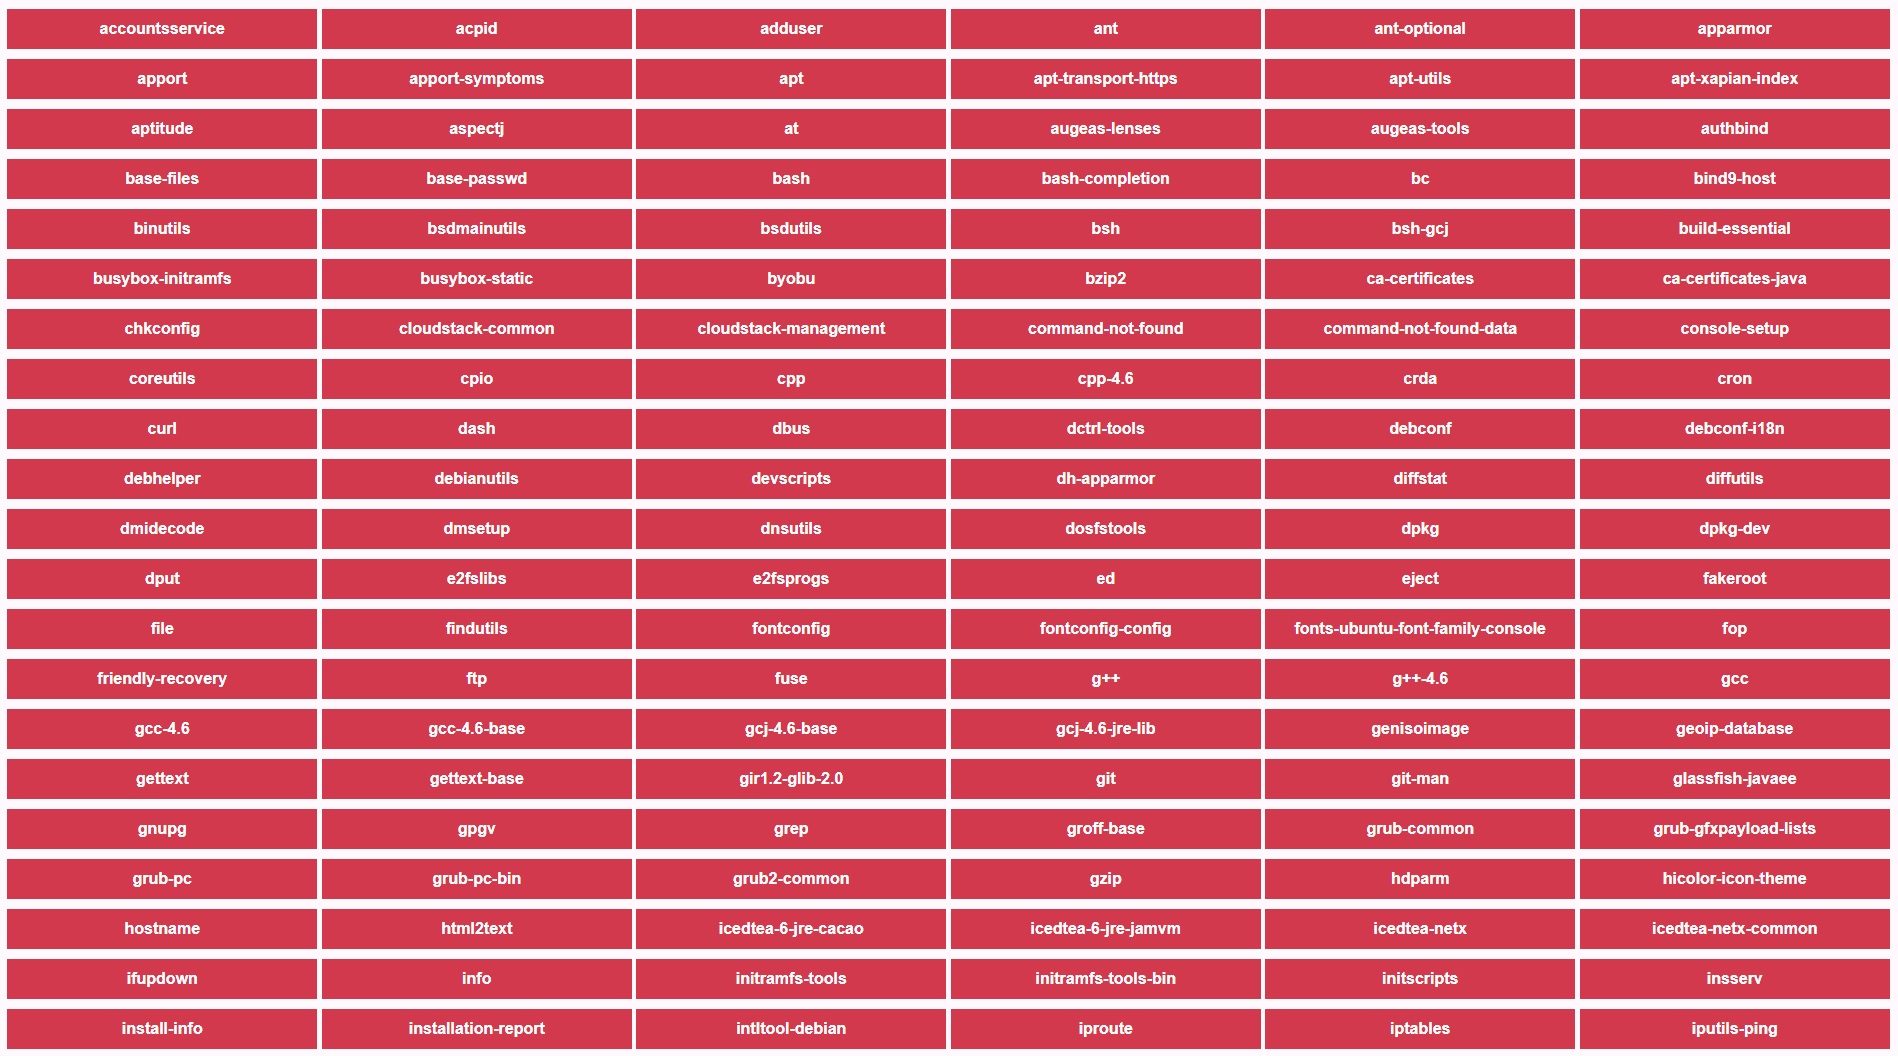 accountsservice acpid adduser ant ant-optional apparmor
apport apport-symptoms apt apt-transport-https apt-utils apt-xapian-index
aptitude aspectj at augeas-lenses augeas-tools authbind
base-files base-passwd bash bash-completion bc bind9-host
binutils bsdmainutils bsdutils bsh bsh-gcj build-essential
busybox-initramfs busybox-static byobu bzip2 ca-certificates ca-certificates-java
chkconfig cloudstack-common cloudstack-management command-not-found command-not-found-data console-setup
coreutils cpio cpp cpp-4.6 crda cron
curl dash dbus dctrl-tools debconf debconf-i18n
debhelper debianutils devscripts dh-apparmor diffstat diffutils
dmidecode dmsetup dnsutils dosfstools dpkg dpkg-dev
dput e2fslibs e2fsprogs ed eject fakeroot
file findutils fontconfig fontconfig-config fonts-ubuntu-font-family-console fop
friendly-recovery ftp fuse g++ g++-4.6 gcc
gcc-4.6 gcc-4.6-base gcj-4.6-base gcj-4.6-jre-lib genisoimage geoip-database
gettext gettext-base gir1.2-glib-2.0 git git-man glassfish-javaee
gnupg gpgv grep groff-base grub-common grub-gfxpayload-lists
grub-pc grub-pc-bin grub2-common gzip hdparm hicolor-icon-theme
hostname html2text icedtea-6-jre-cacao icedtea-6-jre-jamvm icedtea-netx icedtea-netx-common
ifupdown info initramfs-tools initramfs-tools-bin initscripts insserv
install-info installation-report intltool-debian iproute iptables iputils-ping